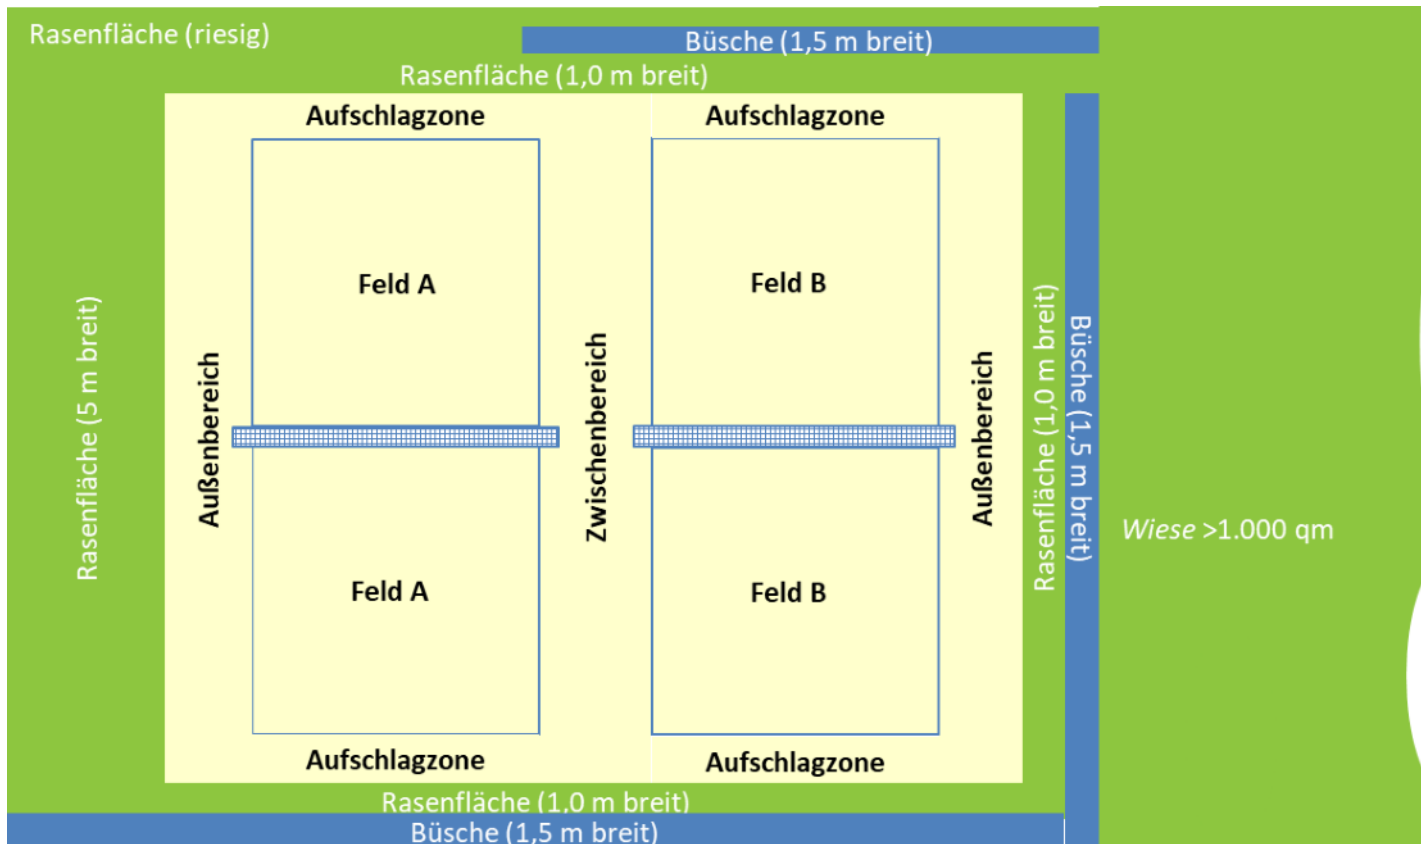 Rasenfläche (riesig)
Büsche (1,5 m breit)
Rasenfläche (1,0 m breit)
Aufschlagzone
Aufschlagzone
Feld A
Feld B
Rasenfläche (5 m breit)
Außenbereich
Zwischenbereich
Außenbereich
Rasenfläche (1,0 m breit)
Büsche (1,5 m breit)
Wiese >1.000 qm
Feld A
Feld B
Aufschlagzone
Aufschlagzone
Rasenfläche (1,0 m breit)
Büsche (1,5 m breit)